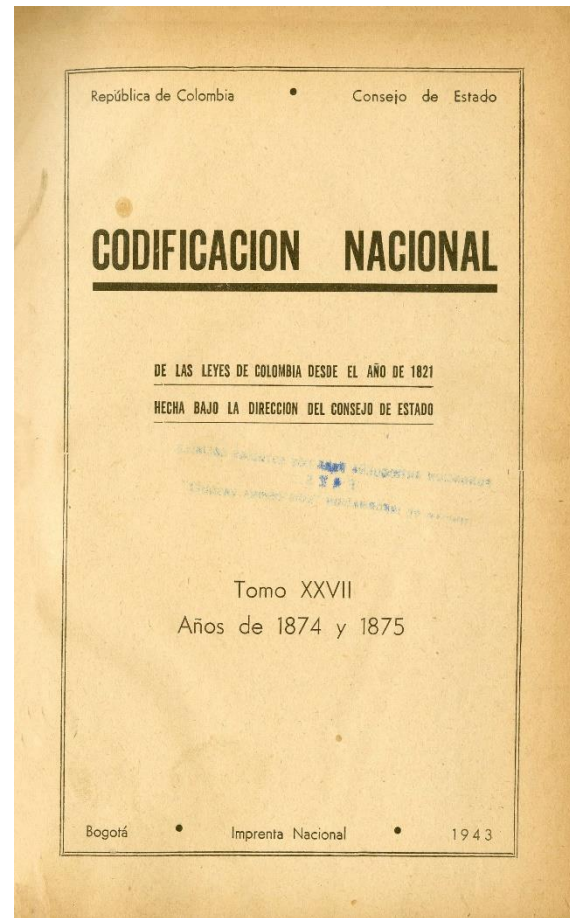 República de Colombia • Consejo de Estado
CODIFICACION NACIONAL
DE LAS LEYES DE COLOMBIA DESDE EL AÑO DE 1821
HECHA BAJO LA DIRECCION DEL CONSEJO DE ESTADO
Tomo XXVII
Años de 1874 y 1875
Bogotá • Imprenta Nacional • 1943